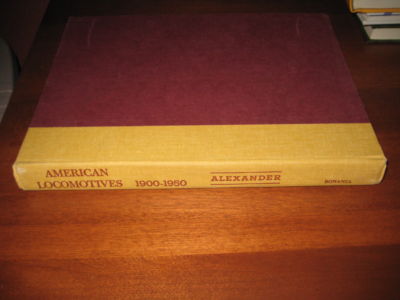 AMERICAN
LOCOMOTIVES 1900-1950
ALEXANDER
BONANZA